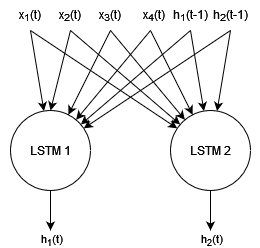 x₁(t) x₂(t) x₃(t) x₄(t) h₁(t-1) h₂(t-1)
LSTM 1 LSTM 2
h₁(t) h₂(t)